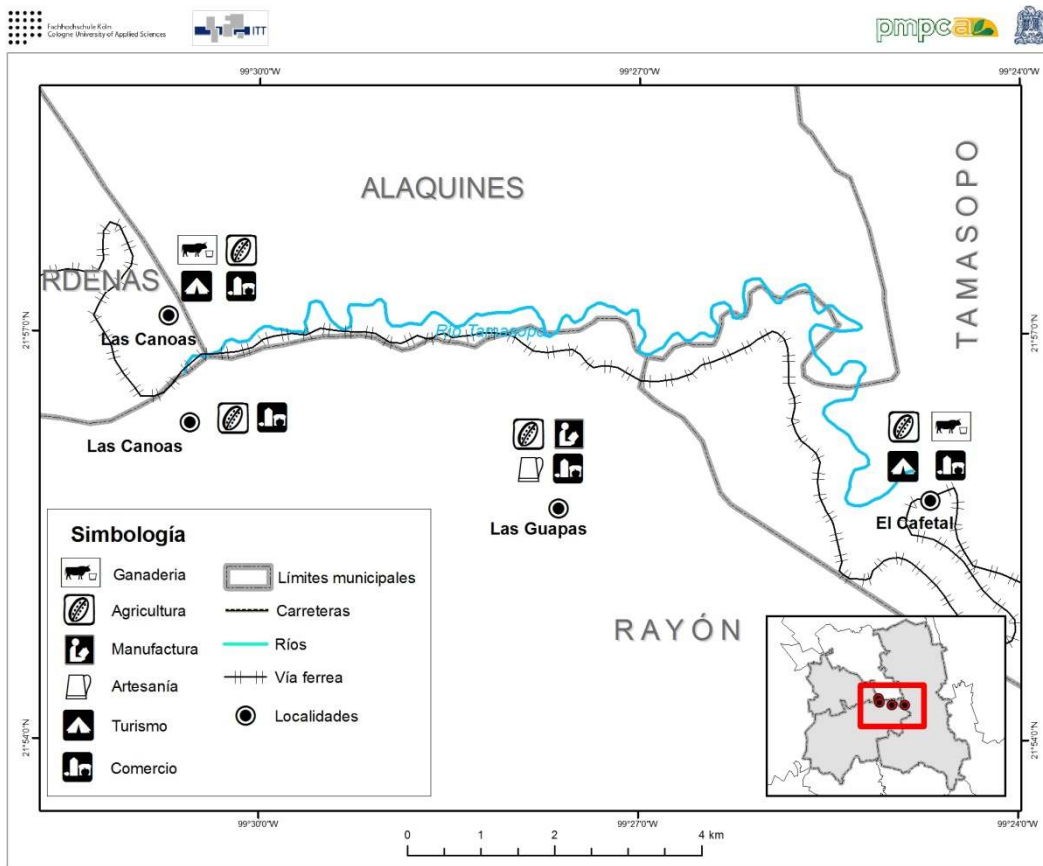 Fachhochschule Köln
Cologne University of Applied Sciences
ITT
pmpca
99°30'0"W
99°27'0"W
99°24'0"W
ALAQUINES
TAMASOPO
RDENAS
21°57'0"N
21°57'0"N
Las Canoas
Río Tamasopo
Las Canoas
Las Guapas
El Cafetal
RAYÓN
Simbología
Ganaderia
Agricultura
Manufactura
Artesanía
Turismo
Comercio
Límites municipales
Carreteras
Ríos
Vía ferrea
Localidades
21°54'0"N
21°54'0"N
99°30'0"W
99°27'0"W
99°24'0"W
0 1 2 4 km